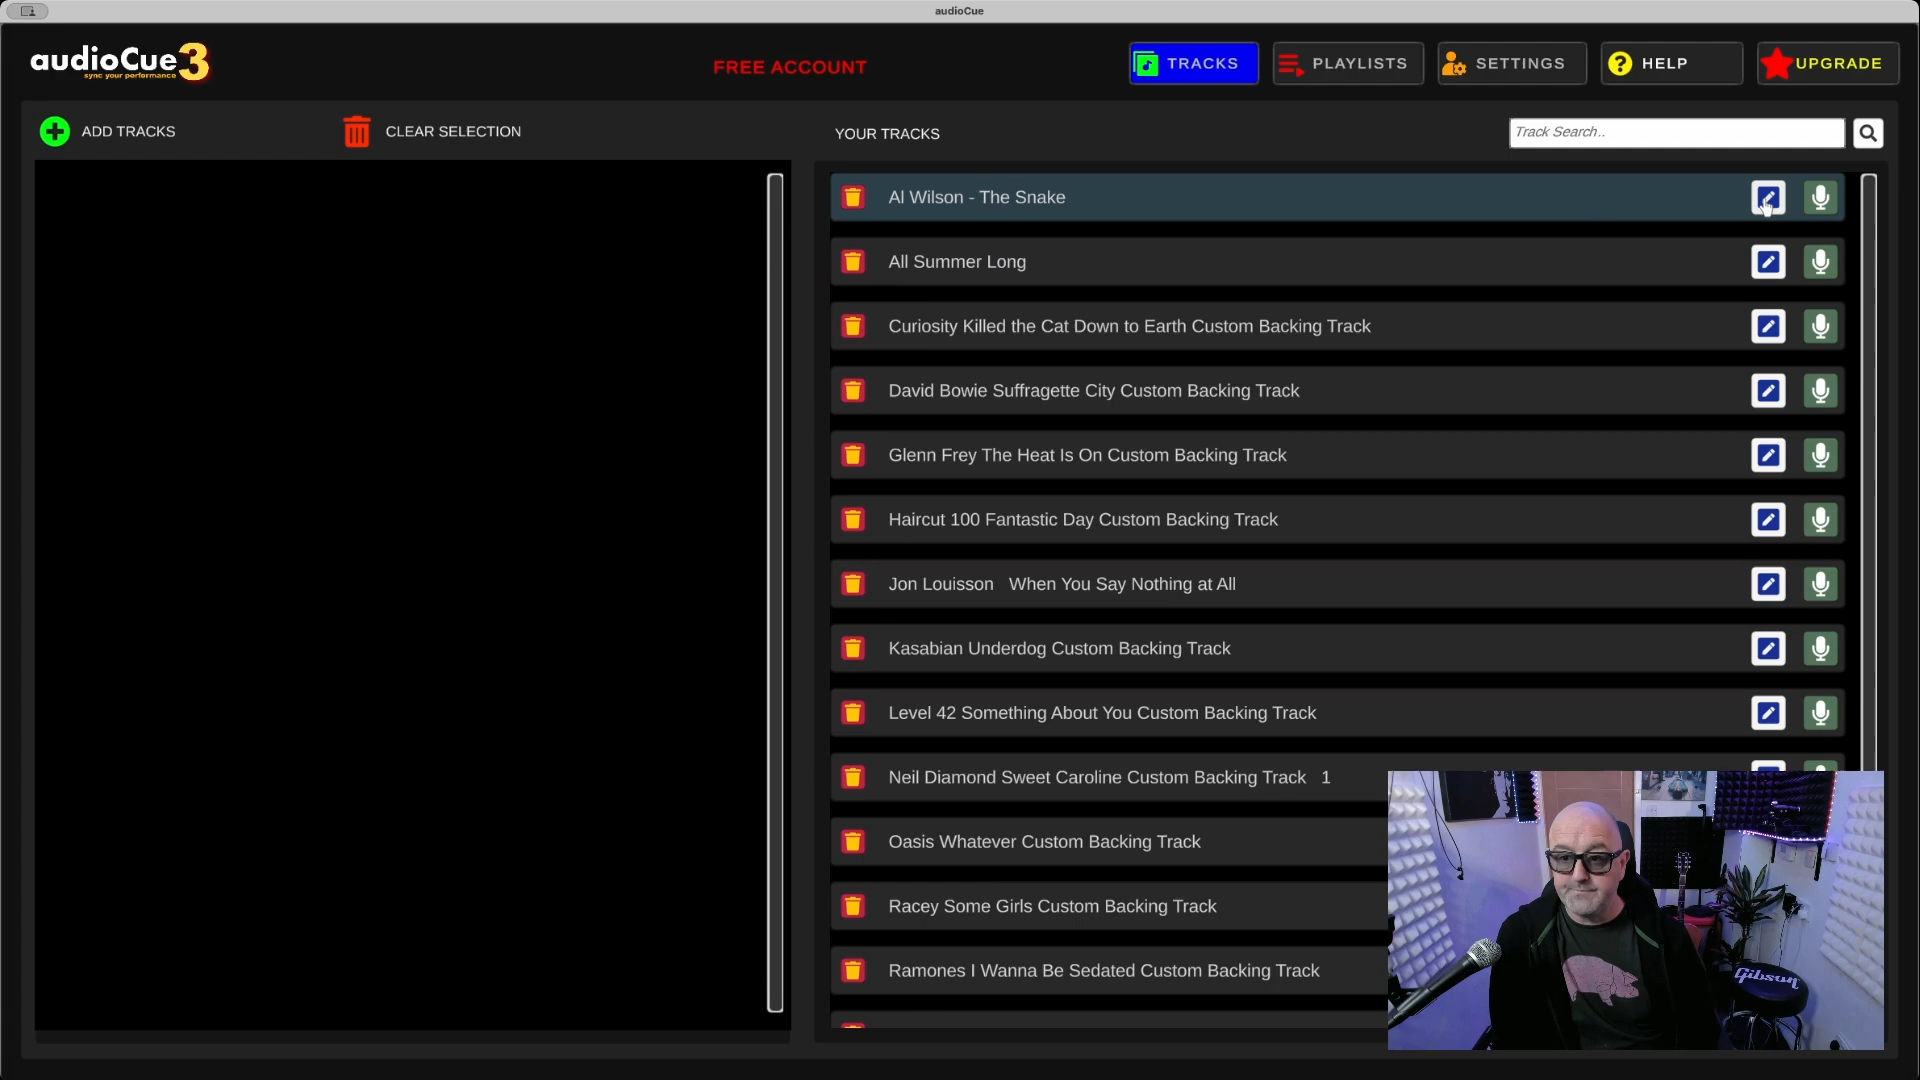 audioCue
audioCue3
sync your performance
FREE ACCOUNT
TRACKS
PLAYLISTS
SETTINGS
HELP
UPGRADE
ADD TRACKS
CLEAR SELECTION
YOUR TRACKS
Track Search..
Al Wilson - The Snake
All Summer Long
Curiosity Killed the Cat Down to Earth Custom Backing Track
David Bowie Suffragette City Custom Backing Track
Glenn Frey The Heat Is On Custom Backing Track
Haircut 100 Fantastic Day Custom Backing Track
Jon Louisson   When You Say Nothing at All
Kasabian Underdog Custom Backing Track
Level 42 Something About You Custom Backing Track
Neil Diamond Sweet Caroline Custom Backing Track   1
Oasis Whatever Custom Backing Track
Racey Some Girls Custom Backing Track
Ramones I Wanna Be Sedated Custom Backing Track
Gibson